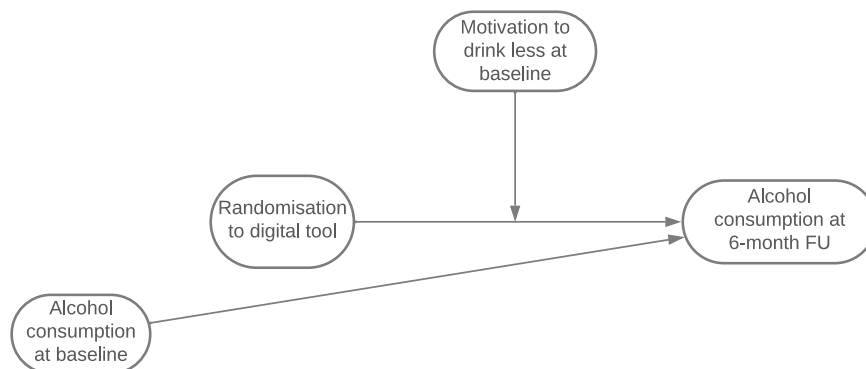 Motivation to
drink less at
baseline
Randomisation
to digital tool
Alcohol
consumption at
6-month FU
Alcohol
consumption
at baseline